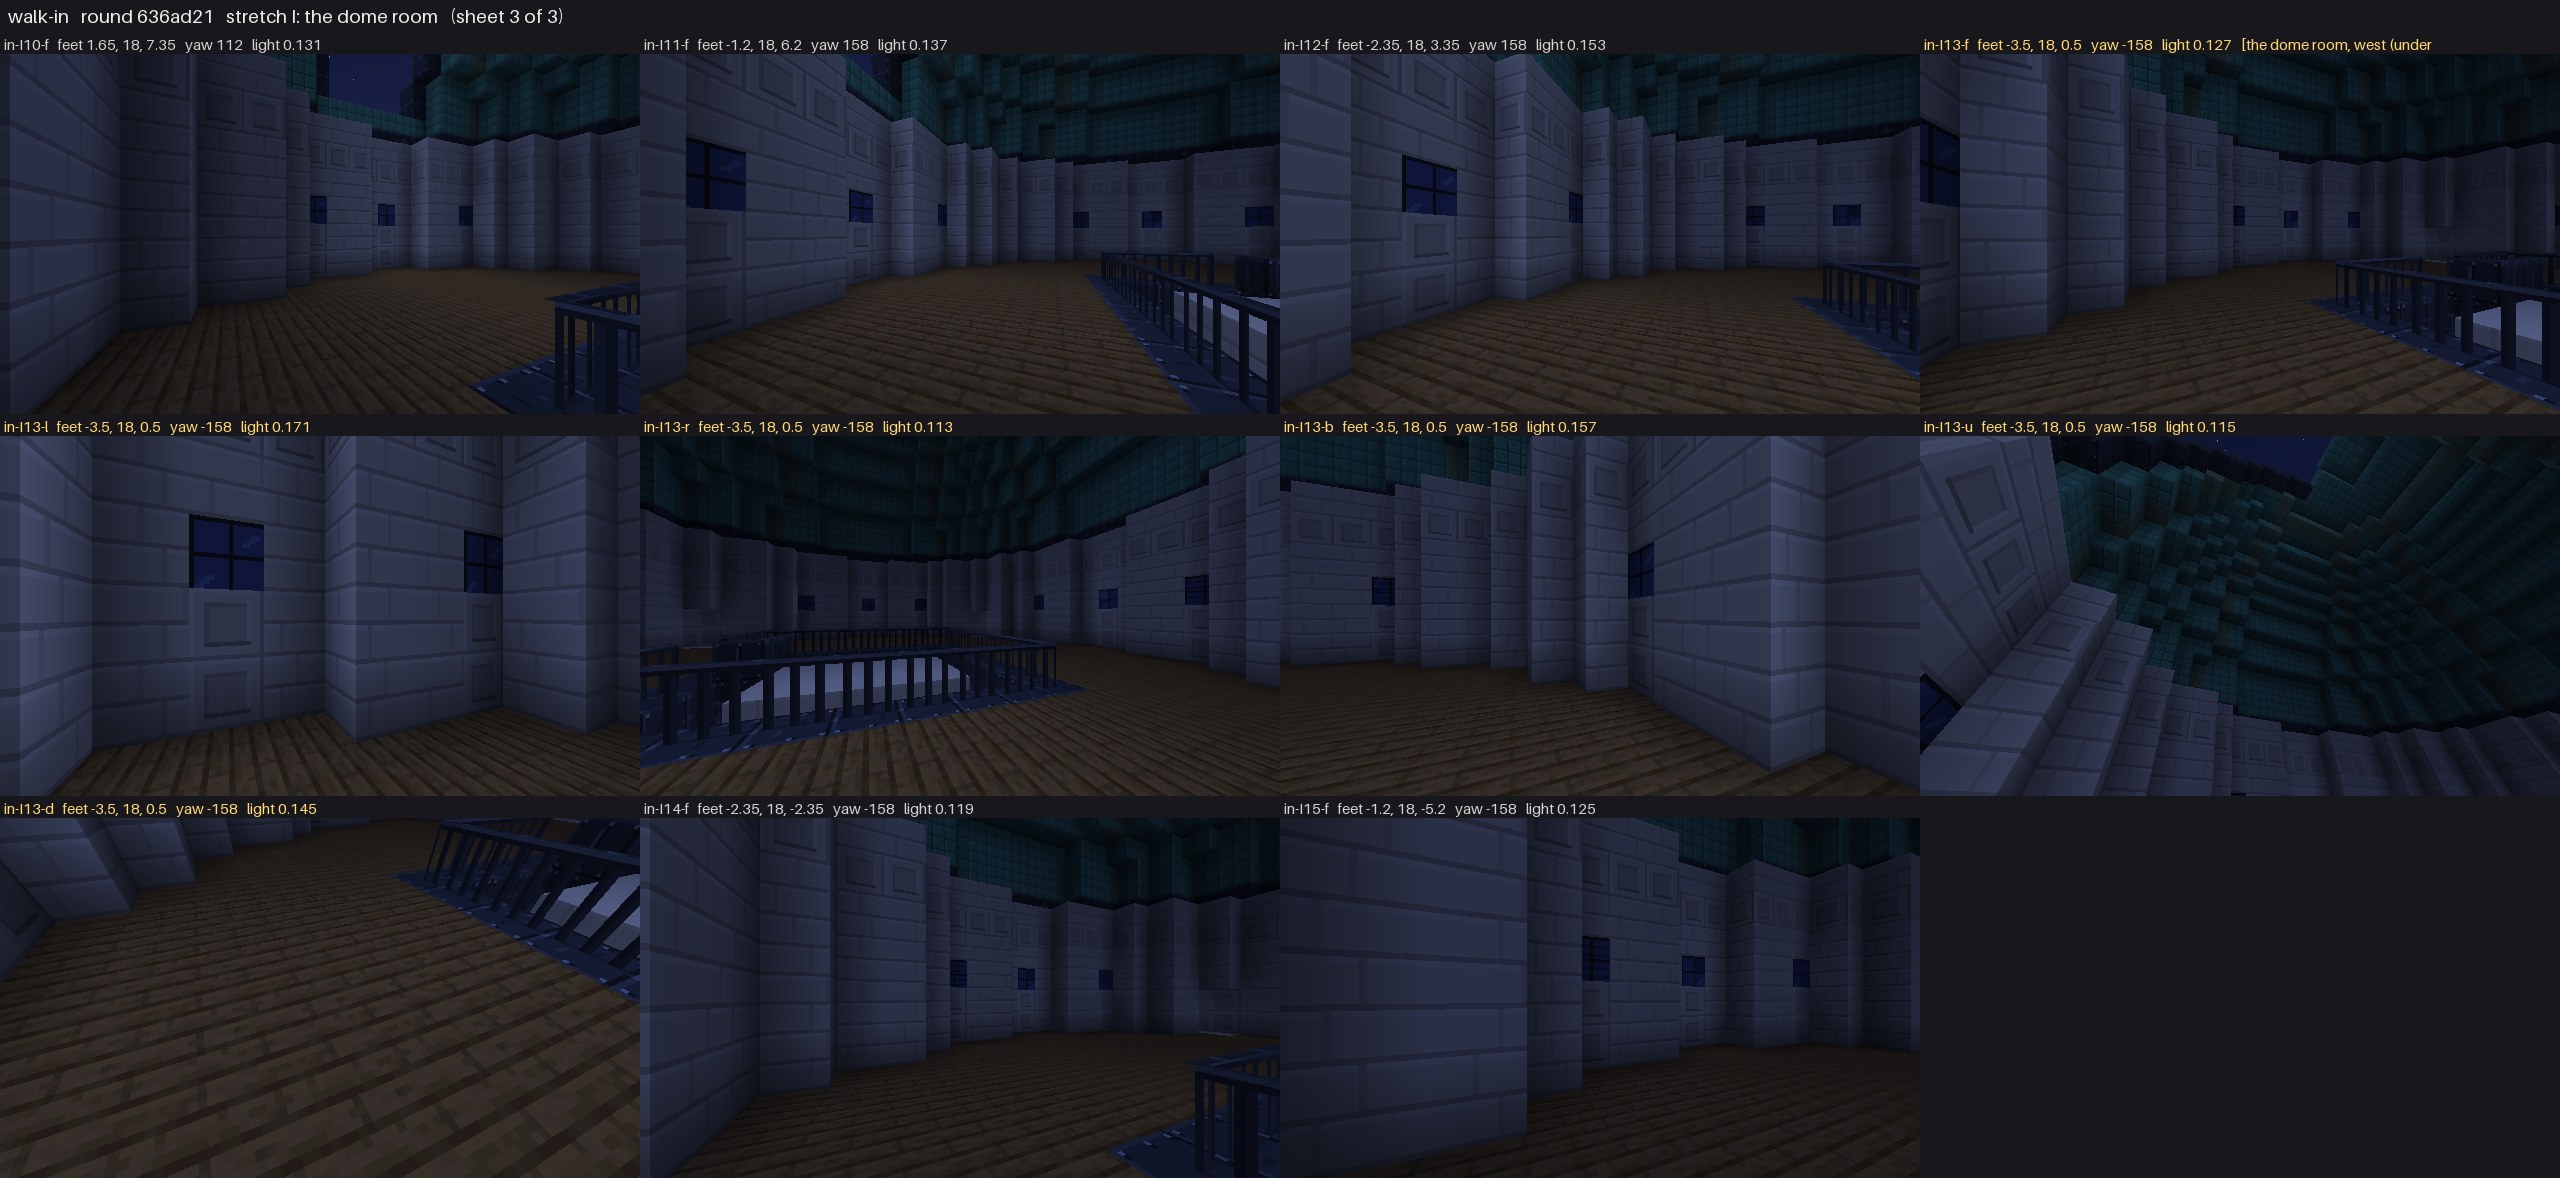 walk-in round 636ad21 stretch I: the dome room (sheet 3 of 3)
in-I10-f feet 1.65, 18, 7.35 yaw 112 light 0.131
in-I11-f feet -1.2, 18, 6.2 yaw 158 light 0.137
in-I12-f feet -2.35, 18, 3.35 yaw 158 light 0.153
in-I13-f feet -3.5, 18, 0.5 yaw -158 light 0.127 [the dome room, west (under
in-I13-l feet -3.5, 18, 0.5 yaw -158 light 0.171
in-I13-r feet -3.5, 18, 0.5 yaw -158 light 0.113
in-I13-b feet -3.5, 18, 0.5 yaw -158 light 0.157
in-I13-u feet -3.5, 18, 0.5 yaw -158 light 0.115
in-I13-d feet -3.5, 18, 0.5 yaw -158 light 0.145
in-I14-f feet -2.35, 18, -2.35 yaw -158 light 0.119
in-I15-f feet -1.2, 18, -5.2 yaw -158 light 0.125